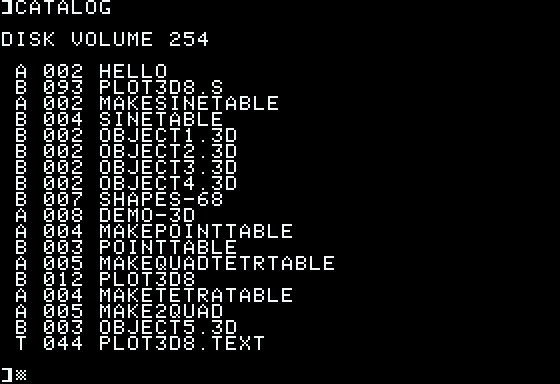 ]CATALOG
DISK VOLUME 254
A 002 HELLO
B 093 PLOT3D8.S
A 002 MAKESINETABLE
B 004 SINETABLE
B 002 OBJECT1.3D
B 002 OBJECT2.3D
B 002 OBJECT3.3D
B 002 OBJECT4.3D
B 007 SHAPES-68
A 008 DEMO-3D
A 004 MAKEPOINTTABLE
B 003 POINTTABLE
A 005 MAKEQUADTETRTABLE
B 012 PLOT3D8
A 004 MAKETETRATABLE
A 005 MAKE2QUAD
B 003 OBJECT5.3D
T 044 PLOT3D8.TEXT
]